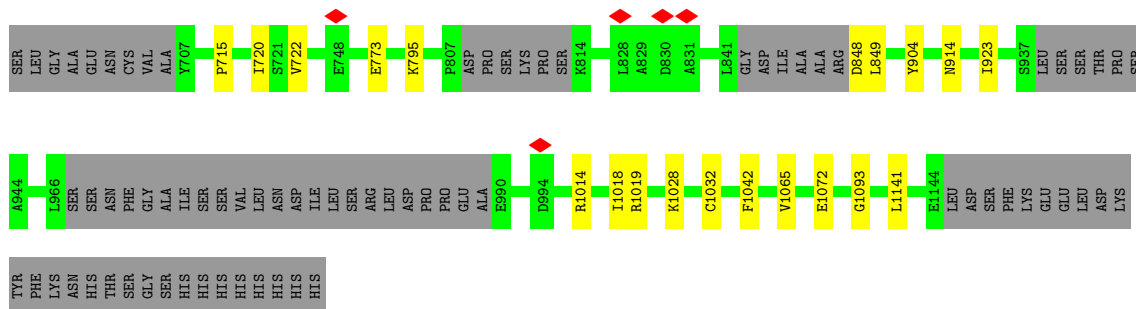 SER LEU GLY ALA GLU ASN CYS VAL ALA Y707 P715 I720 S721 V722 E748 E773 K795 P807 ASP PRO SER LYS PRO SER K814 L828 A829 D830 A831 L841 GLY ASP ILE ALA ALA ARG D848 L849 Y904 N914 I923 S937 LEU SER SER THR PRO SER
A944 L966 SER SER ASN PHE GLY ALA ILE SER SER VAL LEU ASN ASP ILE LEU SER ARG LEU ASP PRO PRO GLU ALA E990 D994 R1014 I1018 R1019 K1028 C1032 F1042 V1065 E1072 G1093 L1141 E1144 LEU ASP SER PHE LYS GLU GLU LEU ASP LYS
TYR PHE LYS ASN HIS THR SER GLY SER HIS HIS HIS HIS HIS HIS HIS HIS